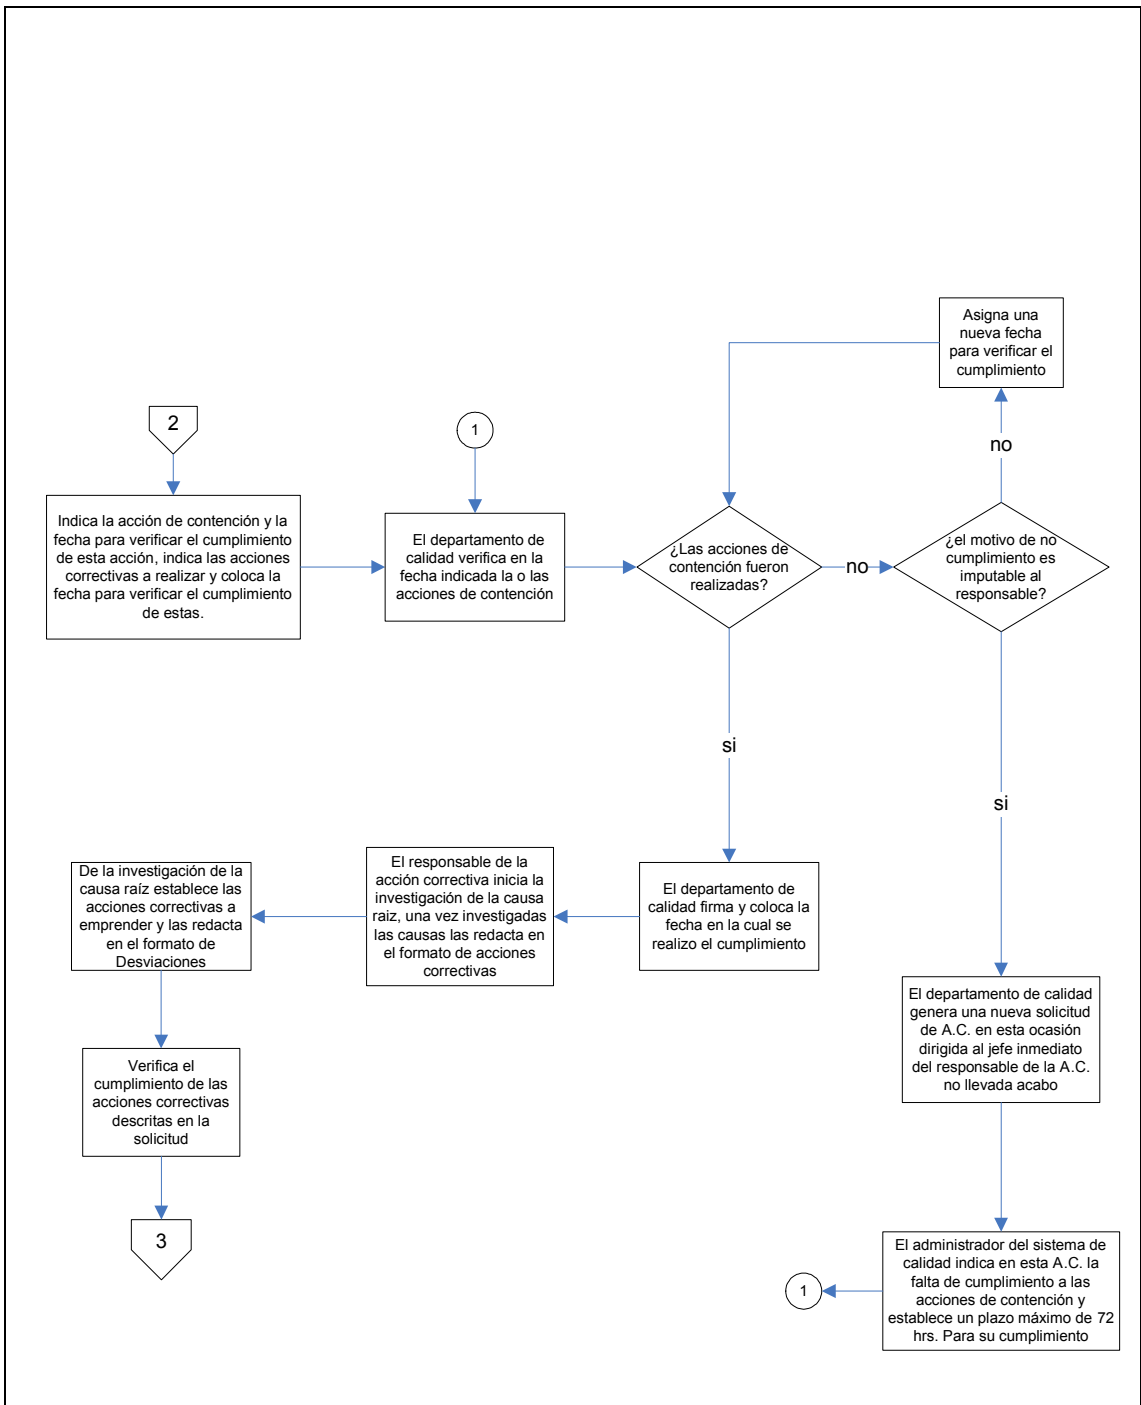 Asigna una
nueva fecha
para verificar el
cumplimiento
2
1
no
Indica la acción de contención y la
fecha para verificar el cumplimiento
de esta acción, indica las acciones
correctivas a realizar y coloca la
fecha para verificar el cumplimiento
de estas.
El departamento de
calidad verifica en la
fecha indicada la o las
acciones de contención
¿Las acciones de
contención fueron
realizadas?
no
¿el motivo de no
cumplimiento es
imputable al
responsable?
si
si
De la investigación de la
causa raíz establece las
acciones correctivas a
emprender y las redacta
en el formato de
Desviaciones
El responsable de la
acción correctiva inicia la
investigación de la causa
raiz, una vez investigadas
las causas las redacta en
el formato de acciones
correctivas
El departamento de
calidad firma y coloca la
fecha en la cual se
realizo el cumplimiento
El departamento de calidad
genera una nueva solicitud
de A.C. en esta ocasión
dirigida al jefe inmediato
del responsable de la A.C.
no llevada acabo
Verifica el
cumplimiento de las
acciones correctivas
descritas en la
solicitud
3
1
El administrador del sistema de
calidad indica en esta A.C. la
falta de cumplimiento a las
acciones de contención y
establece un plazo máximo de 72
hrs. Para su cumplimiento